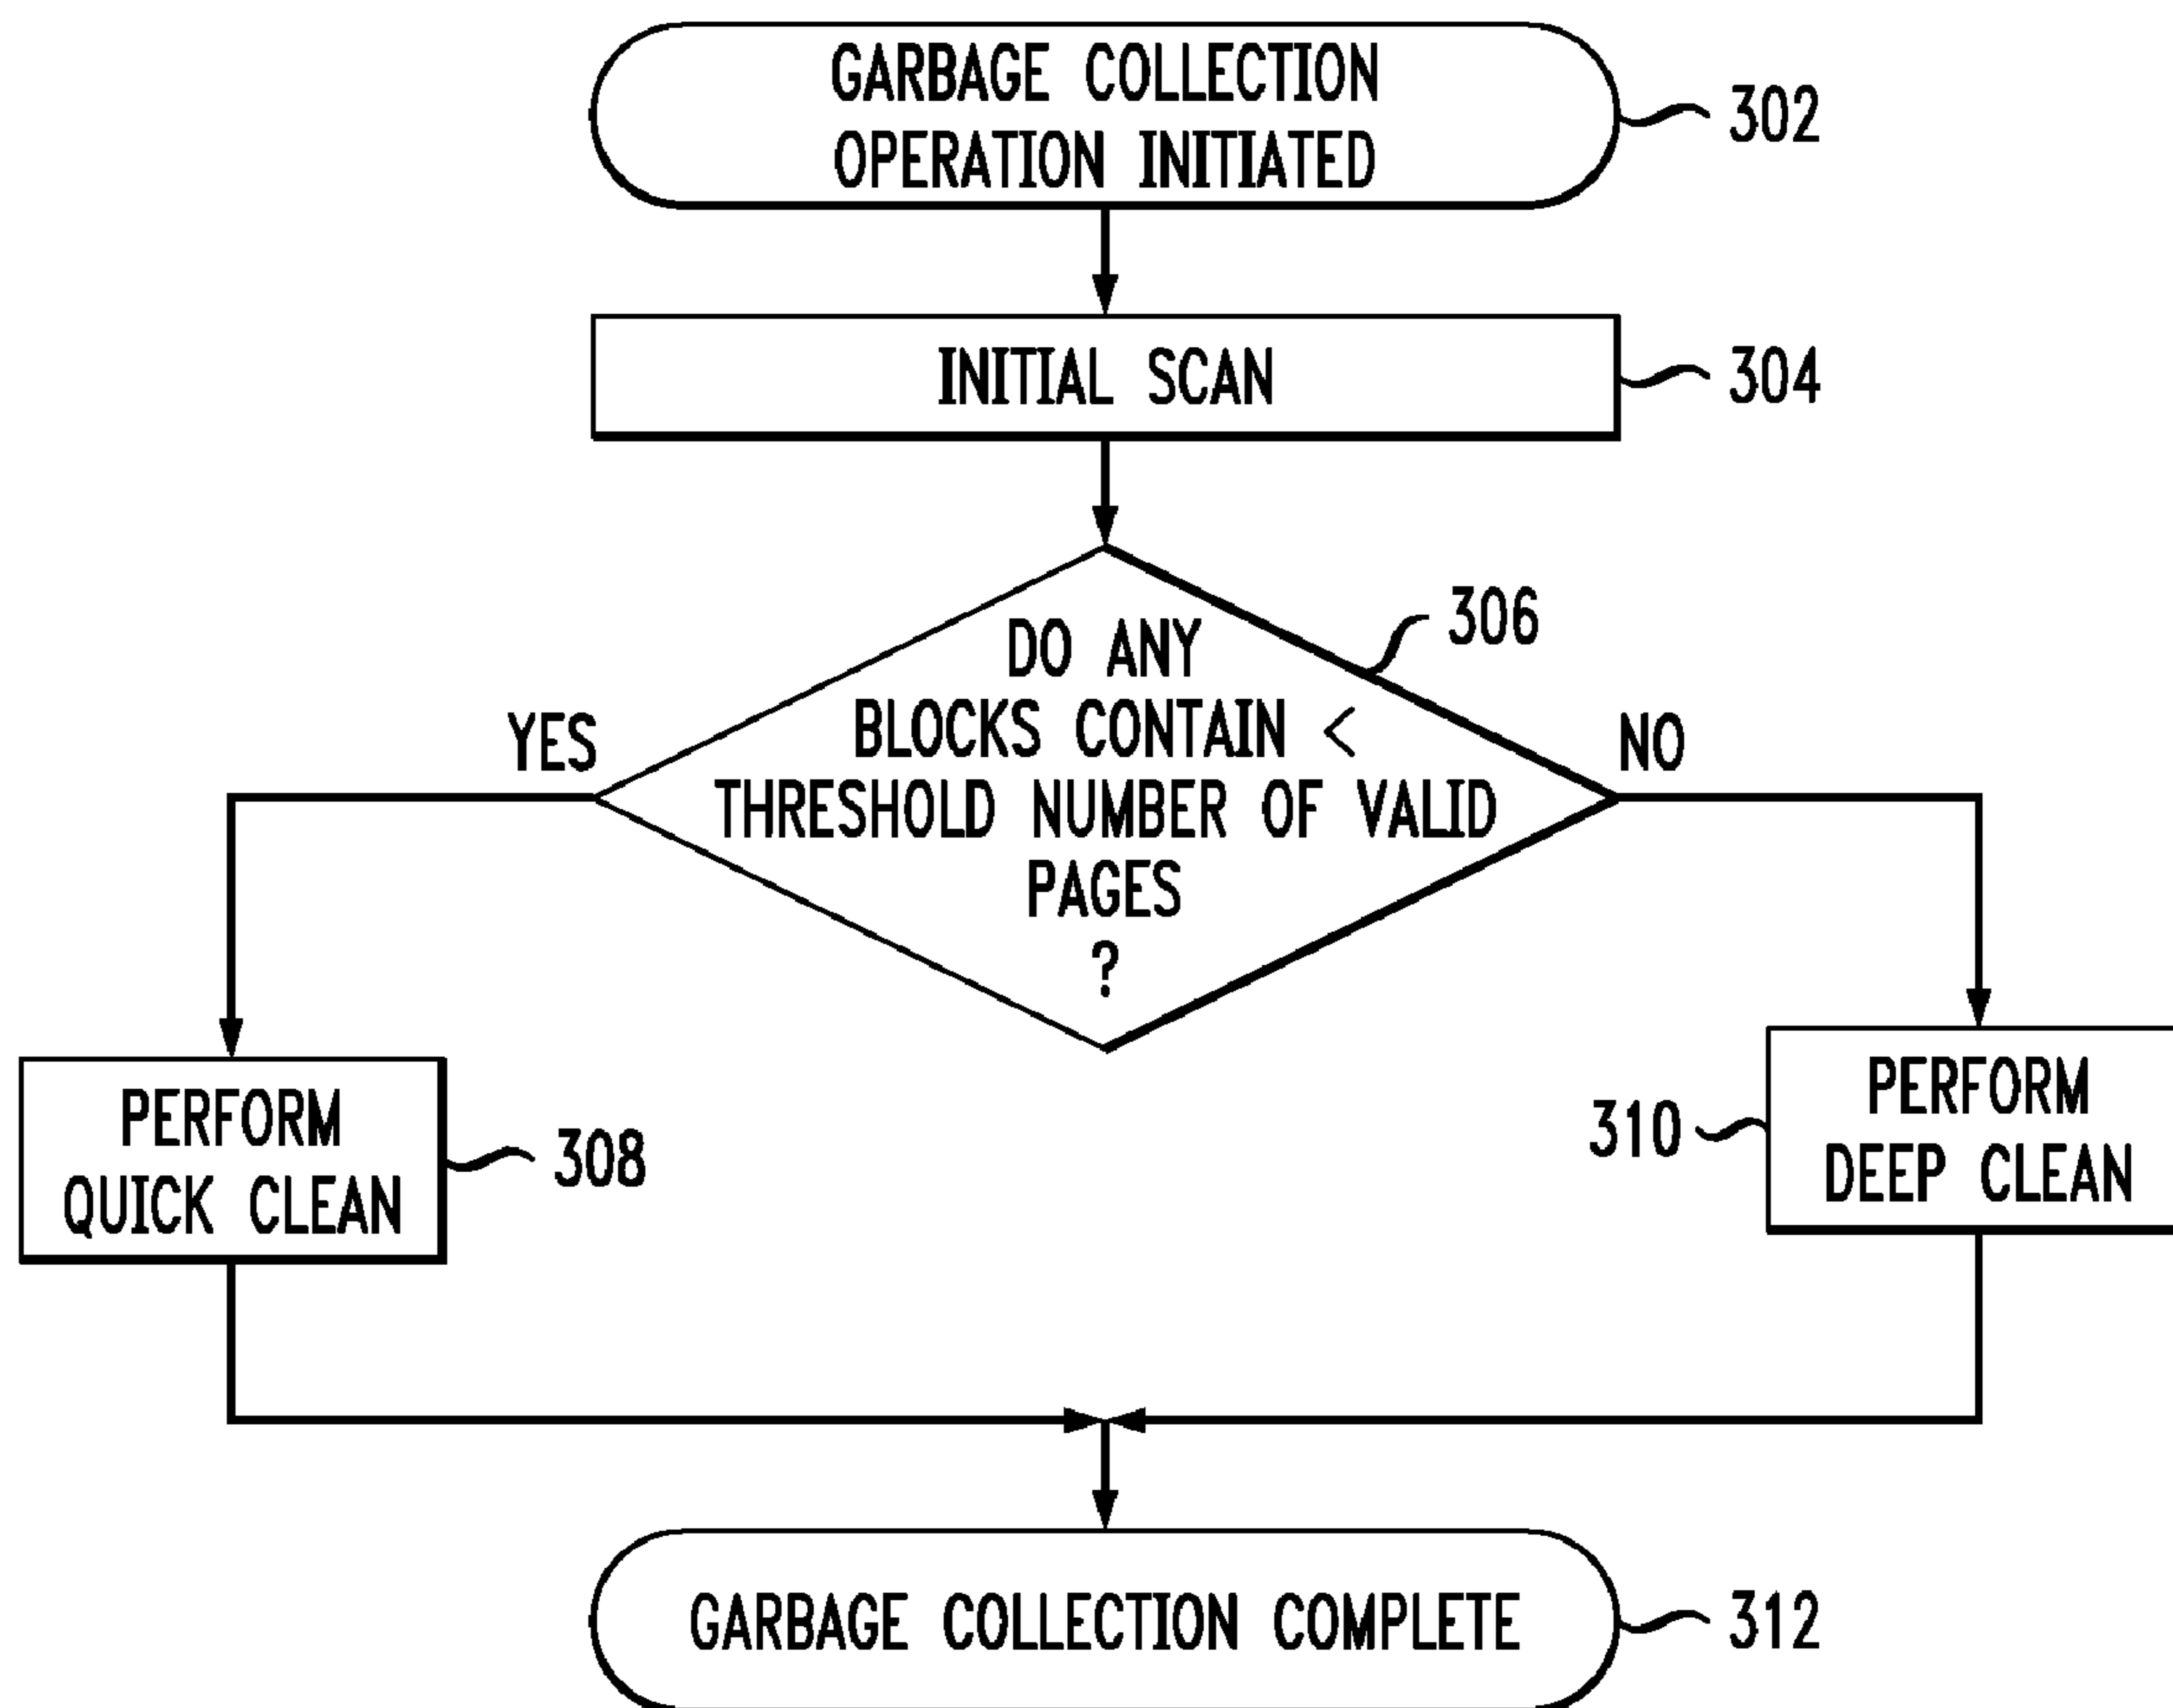 GARBAGE COLLECTION
OPERATION INITIATED
302
INITIAL SCAN
304
306
DO ANY
BLOCKS CONTAIN <
THRESHOLD NUMBER OF VALID
PAGES
?
YES
NO
PERFORM
QUICK CLEAN
308
310
PERFORM
DEEP CLEAN
GARBAGE COLLECTION COMPLETE
312